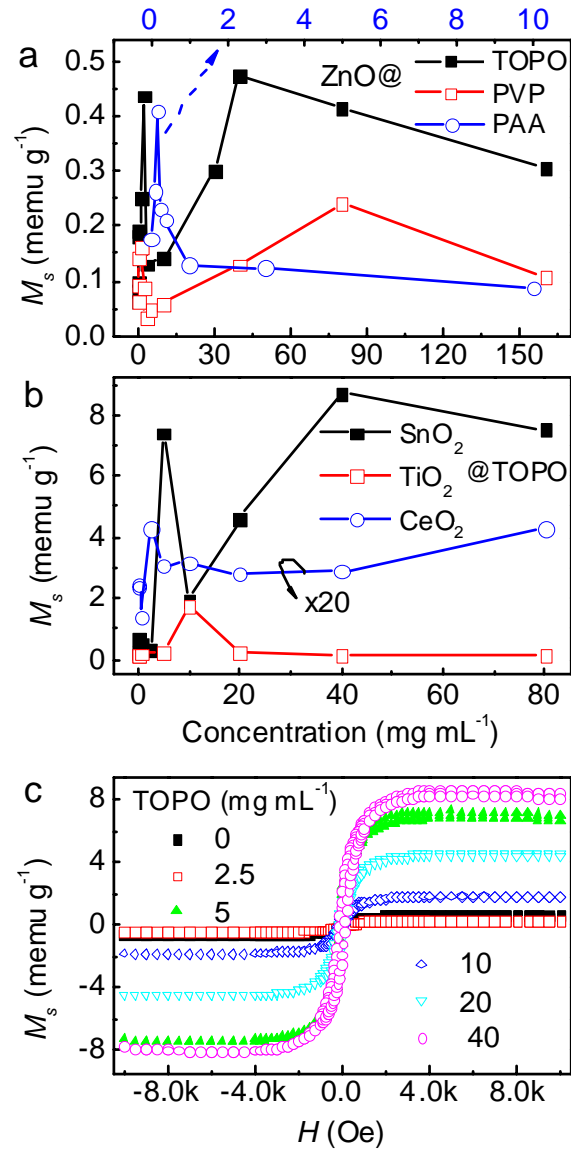 a
0 2 4 6 8 10
0.5
0.4
0.3
0.2
0.1
0.0
M_s (memu g⁻¹)
ZnO@
TOPO
PVP
PAA
0 30 60 90 120 150
b
8
6
4
2
0
M_s (memu g⁻¹)
SnO₂
TiO₂ @TOPO
CeO₂
x20
0 20 40 60 80
Concentration (mg mL⁻¹)
c
8
4
0
-4
-8
M_s (memu g⁻¹)
TOPO (mg mL⁻¹)
0
2.5
5
10
20
40
-8.0k -4.0k 0.0 4.0k 8.0k
H (Oe)